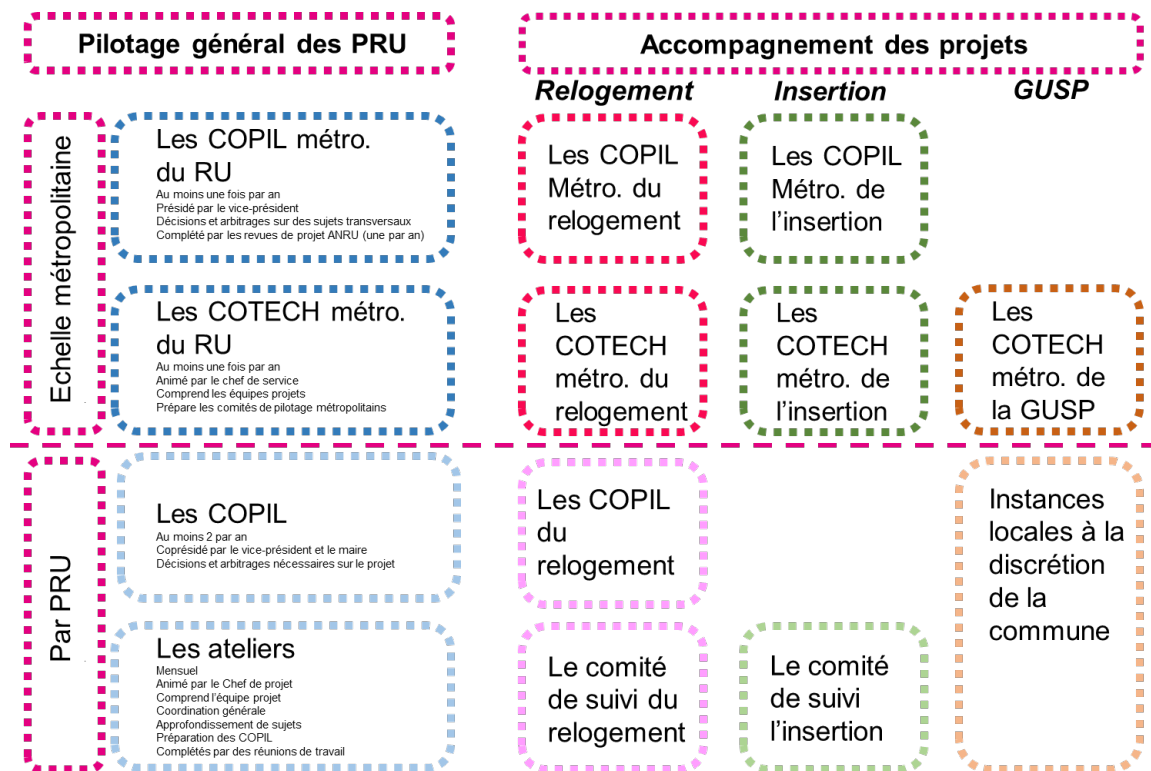 Pilotage général des PRU
Accompagnement des projets
Relogement
Insertion
GUSP
Echelle métropolitaine
Les COPIL métro.
du RU
Au moins une fois par an
Présidé par le vice-président
Décisions et arbitrages sur des sujets transversaux
Complété par les revues de projet ANRU (une par an)
Les COPIL
Métro. du
relogement
Les COPIL
Métro. de
l’insertion
Les COTECH métro.
du RU
Au moins une fois par an
Animé par le chef de service
Comprend les équipes projets
Prépare les comités de pilotage métropolitains
Les
COTECH
métro. du
relogement
Les
COTECH
métro. de
l’insertion
Les
COTECH
métro. de
la GUSP
Par PRU
Les COPIL
Au moins 2 par an
Coprésidé par le vice-président et le maire
Décisions et arbitrages nécessaires sur le projet
Les COPIL
du
relogement
Instances
locales à la
discrétion
de la
commune
Les ateliers
Mensuel
Animé par le Chef de projet
Comprend l’équipe projet
Coordination générale
Approfondissement de sujets
Préparation des COPIL
Complétés par des réunions de travail
Le comité
de suivi du
relogement
Le comité
de suivi
l’insertion